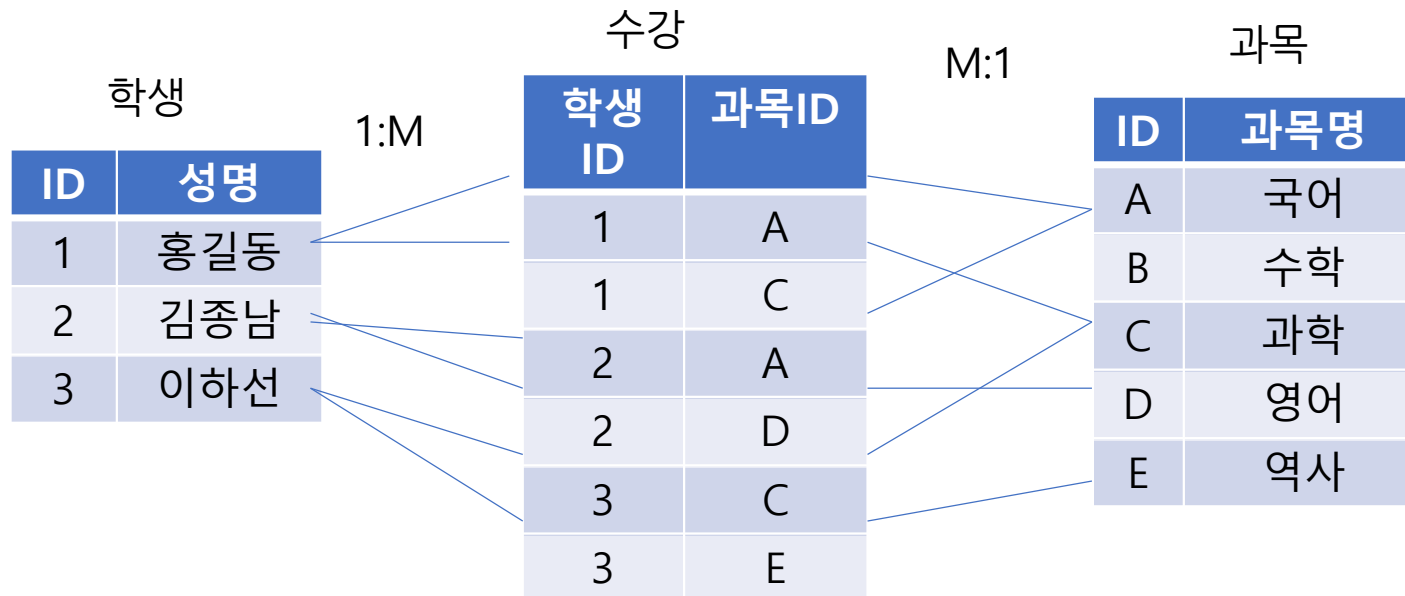 학생
1:M
ID 성명
1 홍길동
2 김종남
3 이하선
수강
학생
ID
과목ID
1 A
1 C
2 A
2 D
3 C
3 E
M:1
과목
ID 과목명
A 국어
B 수학
C 과학
D 영어
E 역사